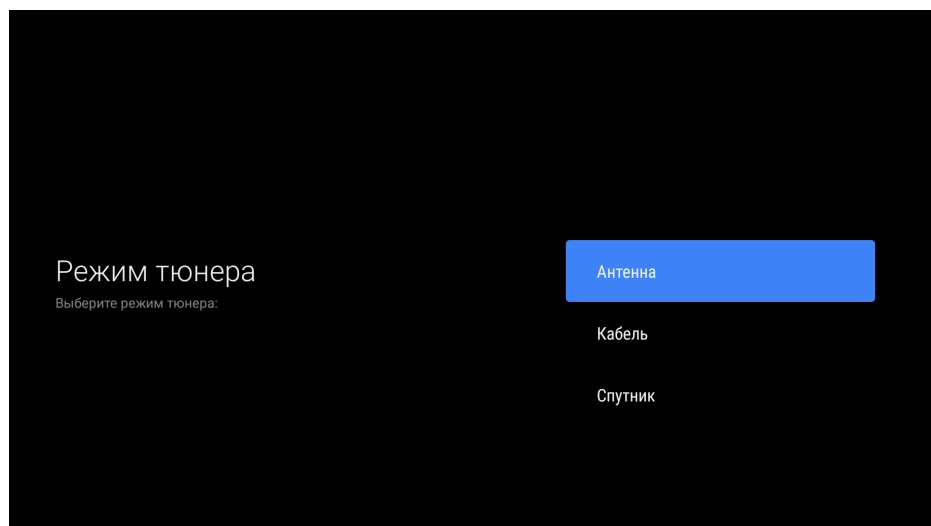 Режим тюнера
Выберите режим тюнера:
Антенна
Кабель
Спутник